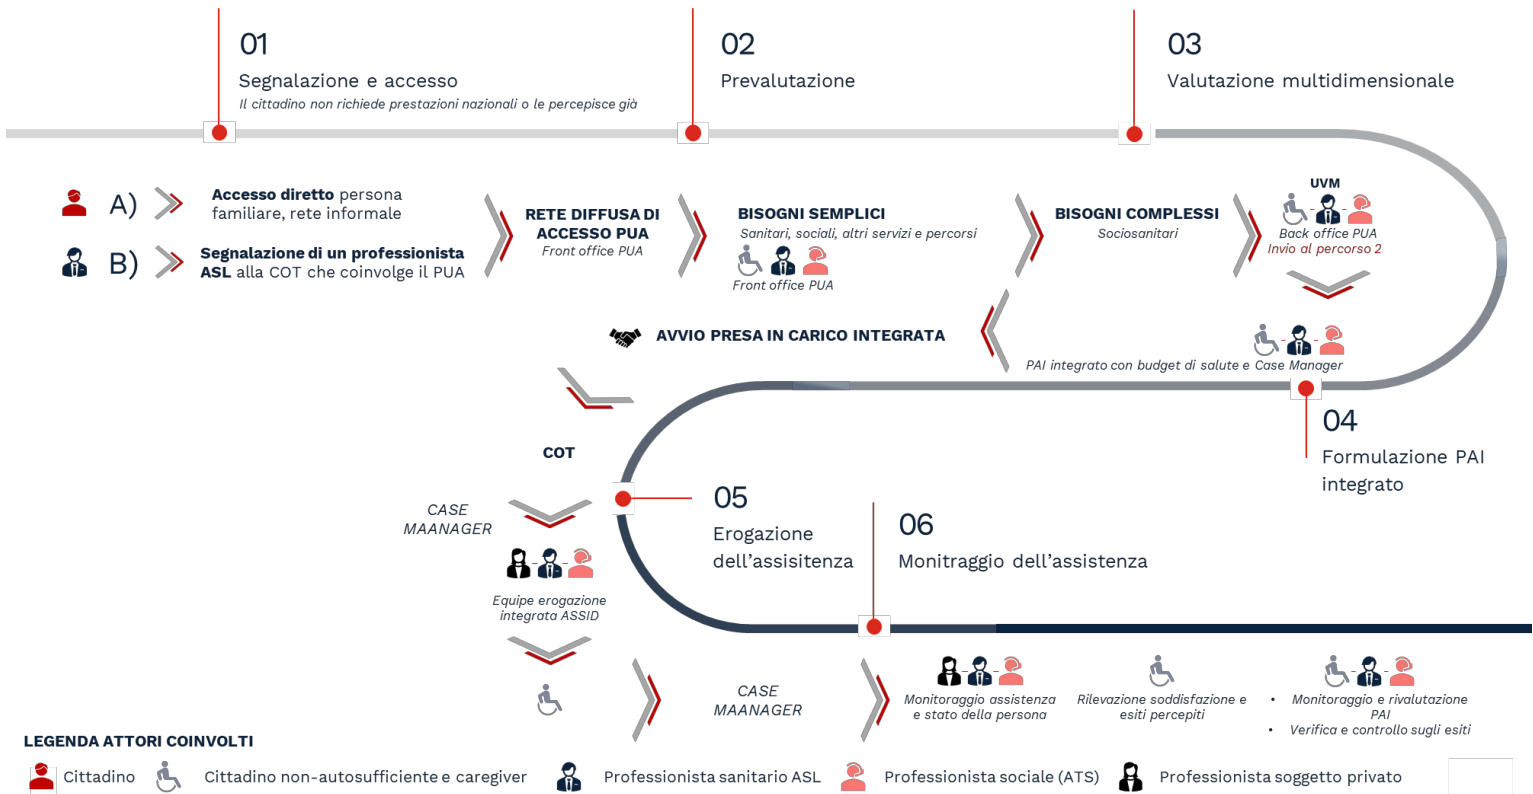 01
Segnalazione e accesso
Il cittadino non richiede prestazioni nazionali o le percepisce già
02
Prevalutazione
03
Valutazione multidimensionale
A)
Accesso diretto persona
familiare, rete informale
B)
Segnalazione di un professionista
ASL alla COT che coinvolge il PUA
RETE DIFFUSA DI
ACCESSO PUA
Front office PUA
BISOGNI SEMPLICI
Sanitari, sociali, altri servizi e percorsi
Front office PUA
BISOGNI COMPLESSI
Sociosanitari
UVM
Back office PUA
Invio al percorso 2
AVVIO PRESA IN CARICO INTEGRATA
PAI integrato con budget di salute e Case Manager
04
Formulazione PAI
integrato
COT
CASE
MAANAGER
05
Erogazione
dell’assisitenza
06
Monitraggio dell’assistenza
Equipe erogazione
integrata ASSID
CASE
MAANAGER
Monitoraggio assistenza
e stato della persona
Rilevazione soddisfazione e
esiti percepiti
• Monitoraggio e rivalutazione
PAI
• Verifica e controllo sugli esiti
LEGENDA ATTORI COINVOLTI
Cittadino
Cittadino non-autosufficiente e caregiver
Professionista sanitario ASL
Professionista sociale (ATS)
Professionista soggetto privato